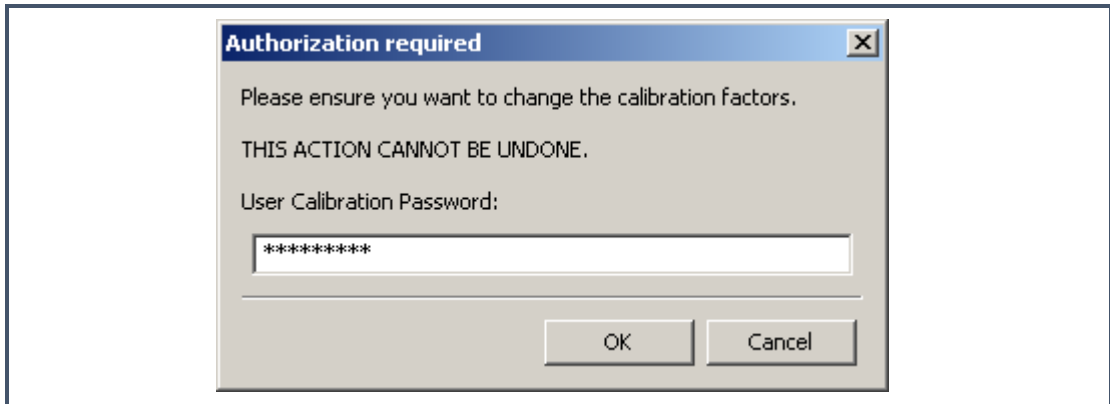 Authorization required
Please ensure you want to change the calibration factors.
THIS ACTION CANNOT BE UNDONE.
User Calibration Password:
*********
OK Cancel